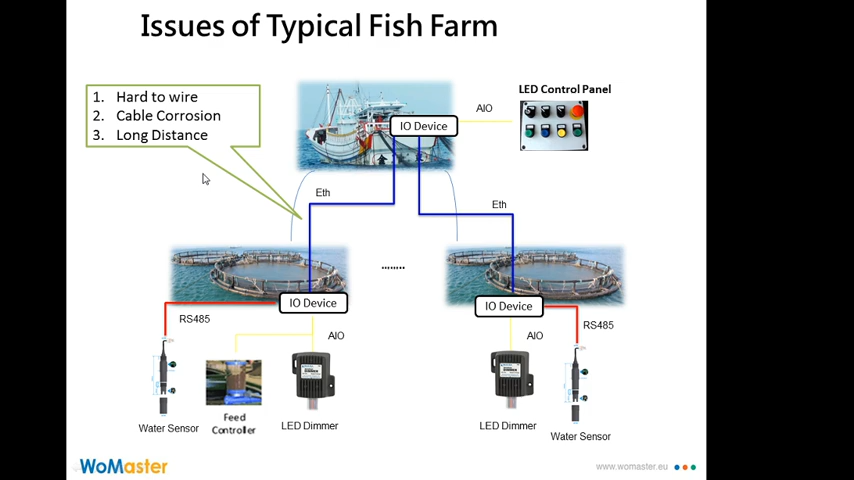 Issues of Typical Fish Farm
1. Hard to wire
2. Cable Corrosion
3. Long Distance
IO Device
AIO
LED Control Panel
Eth
Eth
........
IO Device
IO Device
RS485
AIO
AIO
RS485
Water Sensor
Feed
Controller
LED Dimmer
LED Dimmer
Water Sensor
WoMaster
www.womaster.eu